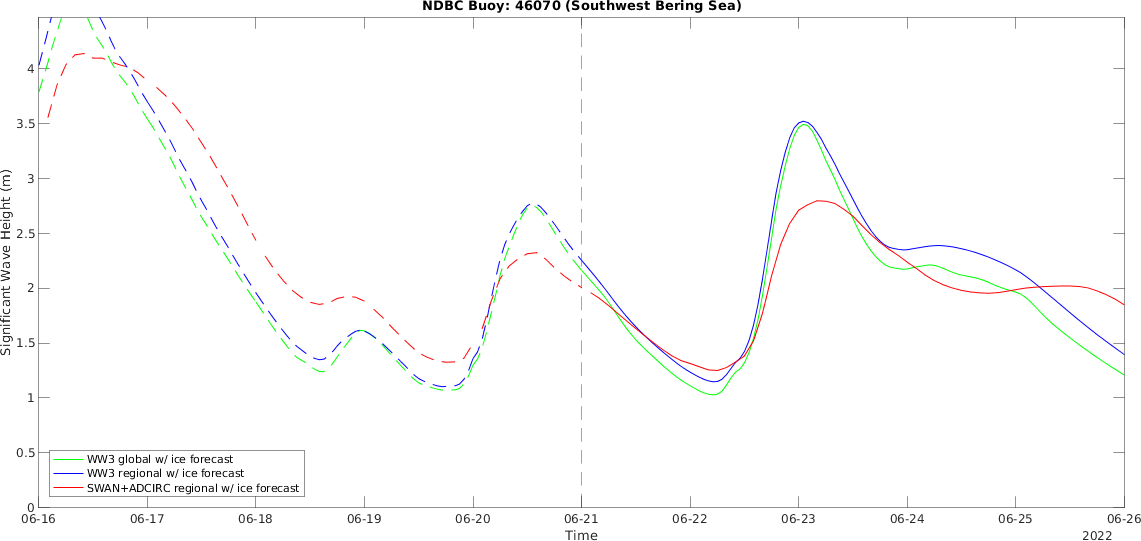 NDBC Buoy: 46070 (Southwest Bering Sea)
Significant Wave Height (m)
4
3.5
3
2.5
2
1.5
1
0.5
0
WW3 global w/ ice forecast
WW3 regional w/ ice forecast
SWAN+ADCIRC regional w/ ice forecast
06-16 06-17 06-18 06-19 06-20 06-21 06-22 06-23 06-24 06-25 06-26
Time
2022